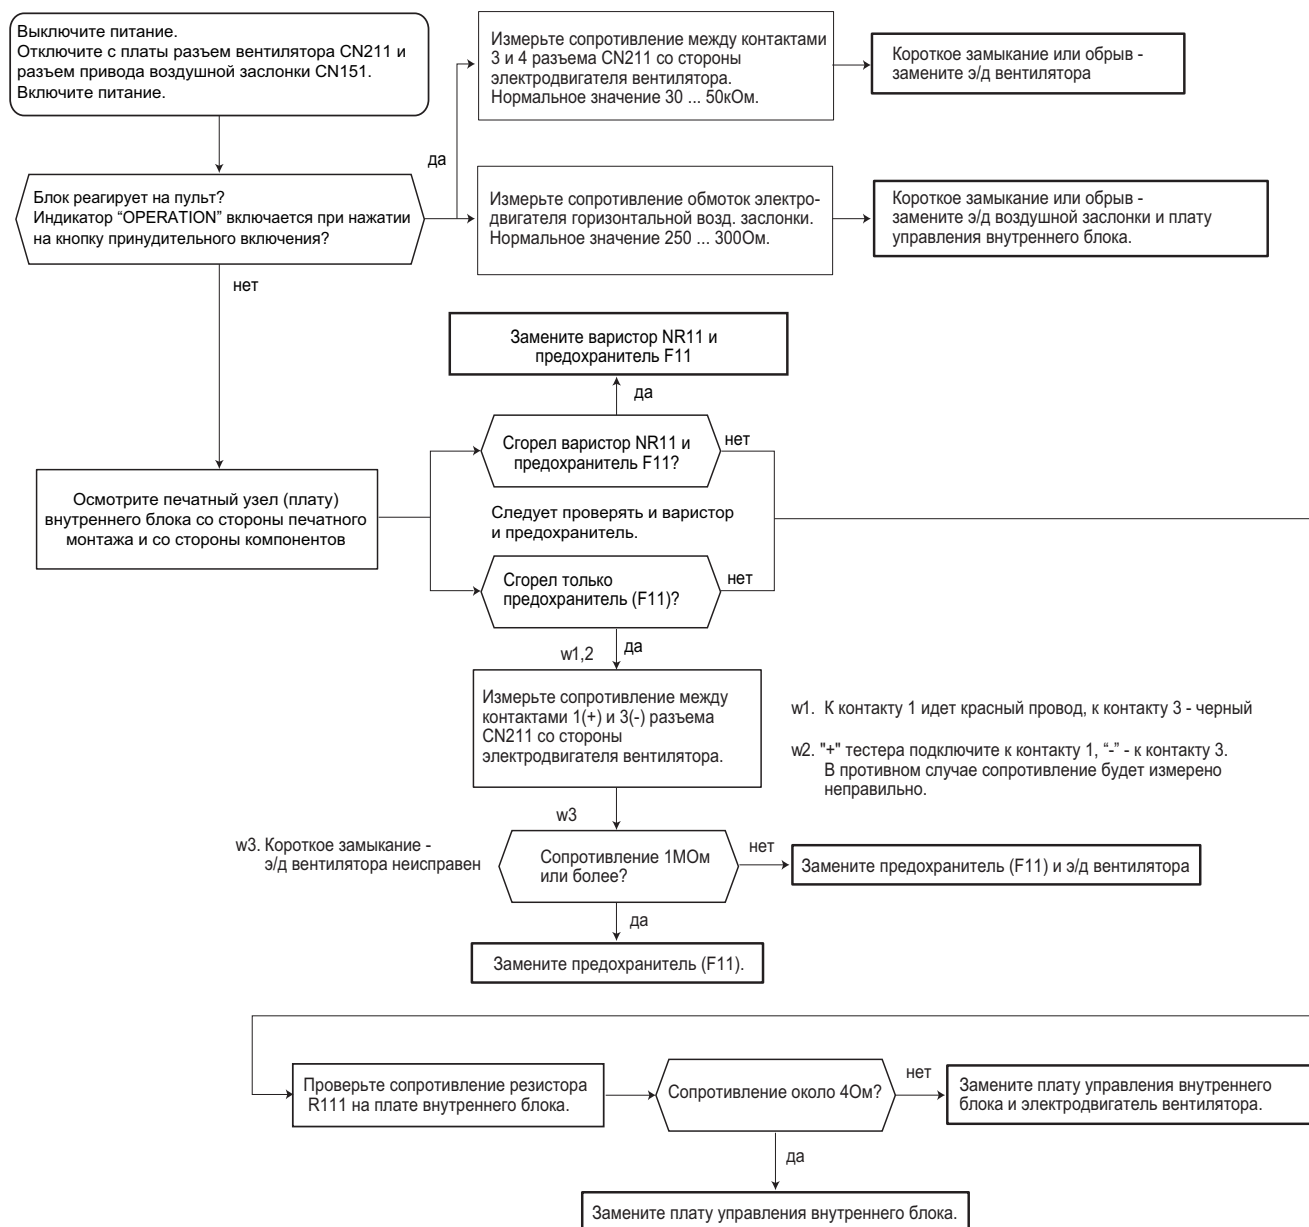 Выключите питание.
Отключите с платы разъем вентилятора CN211 и
разъем привода воздушной заслонки CN151.
Включите питание.
Измерьте сопротивление между контактами
3 и 4 разъема CN211 со стороны
электродвигателя вентилятора.
Нормальное значение 30 ... 50кОм.
Короткое замыкание или обрыв -
замените э/д вентилятора
да
Блок реагирует на пульт?
Индикатор “OPERATION” включается при нажатии
на кнопку принудительного включения?
Измерьте сопротивление обмоток электро-
двигателя горизонтальной возд. заслонки.
Нормальное значение 250 ... 300Ом.
Короткое замыкание или обрыв -
замените э/д воздушной заслонки и плату
управления внутреннего блока.
нет
Замените варистор NR11 и
предохранитель F11
да
Сгорел варистор NR11 и
предохранитель F11?
нет
Осмотрите печатный узел (плату)
внутреннего блока со стороны печатного
монтажа и со стороны компонентов
Следует проверять и варистор
и предохранитель.
Сгорел только
предохранитель (F11)?
нет
да
w1,2
Измерьте сопротивление между
контактами 1(+) и 3(-) разъема
CN211 со стороны
электродвигателя вентилятора.
w1. К контакту 1 идет красный провод, к контакту 3 - черный
w2. "+" тестера подключите к контакту 1, “-” - к контакту 3.
В противном случае сопротивление будет измерено
неправильно.
w3
w3. Короткое замыкание -
э/д вентилятора неисправен
Сопротивление 1МОм
или более?
нет
Замените предохранитель (F11) и э/д вентилятора
да
Замените предохранитель (F11).
Проверьте сопротивление резистора
R111 на плате внутреннего блока.
Сопротивление около 4Ом?
нет
Замените плату управления внутреннего
блока и электродвигатель вентилятора.
да
Замените плату управления внутреннего блока.